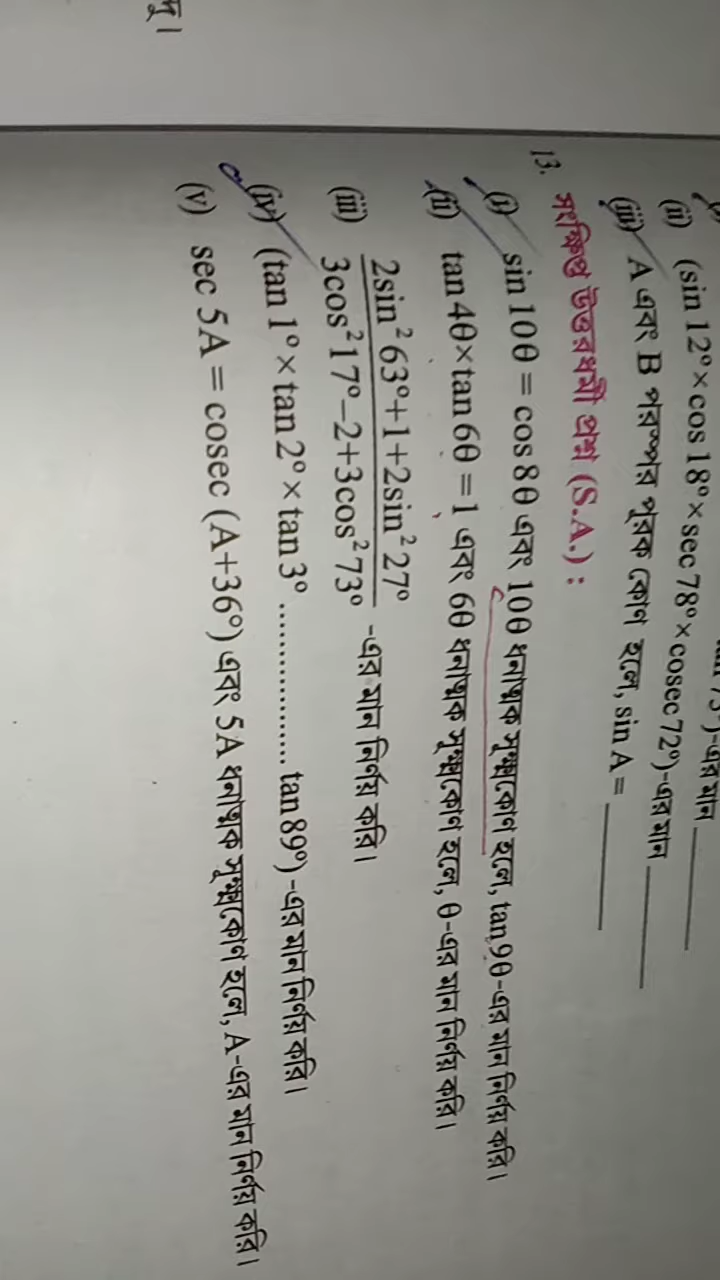 -এর মান
(ii) (sin 12°×cos 18°×sec 78°×cosec 72°)-এর মান
(iii) A এবং B পরস্পর পূরক কোণ হলে, sin A =
13. সংক্ষিপ্ত উত্তরধর্মী প্রশ্ন (S.A.) :
(i) sin 10θ = cos 8θ এবং 10θ ধনাত্মক সূক্ষ্মকোণ হলে, tan 9θ-এর মান নির্ণয় করি।
(ii) tan 4θ×tan 6θ = 1 এবং 6θ ধনাত্মক সূক্ষ্মকোণ হলে, θ-এর মান নির্ণয় করি।
(iii) 2sin²63°+1+2sin²27° / 3cos²17°–2+3cos²73° -এর মান নির্ণয় করি।
(iv) (tan 1°×tan 2°×tan 3° .................... tan 89°)-এর মান নির্ণয় করি।
(v) sec 5A = cosec (A+36°) এবং 5A ধনাত্মক সূক্ষ্মকোণ হলে, A-এর মান নির্ণয় করি।